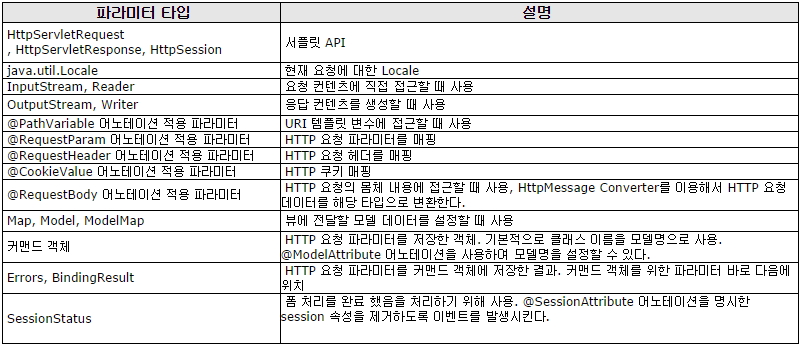 파라미터 타입 설명
HttpServletRequest
, HttpServletResponse, HttpSession
서플릿 API
java.util.Locale 현재 요청에 대한 Locale
InputStream, Reader 요청 컨텐츠에 직접 접근할 때 사용
OutputStream, Writer 응답 컨텐츠를 생성할 때 사용
@PathVariable 어노테이션 적용 파라미터 URI 템플릿 변수에 접근할 때 사용
@RequestParam 어노테이션 적용 파라미터 HTTP 요청 파라미터를 매핑
@RequestHeader 어노테이션 적용 파라미터 HTTP 요청 헤더를 매핑
@CookieValue 어노테이션 적용 파라미터 HTTP 쿠키 매핑
@RequestBody 어노테이션 적용 파라미터
HTTP 요청의 몸체 내용에 접근할 때 사용, HttpMessage Converter를 이용해서 HTTP 요청
데이터를 해당 타입으로 변환한다.
Map, Model, ModelMap 뷰에 전달할 모델 데이터를 설정할 때 사용
커맨드 객체
HTTP 요청 파라미터를 저장한 객체. 기본적으로 클래스 이름을 모델명으로 사용.
@ModelAttribute 어노테이션을 사용하여 모델명을 설정할 수 있다.
Errors, BindingResult
HTTP 요청 파라미터를 커맨드 객체에 저장한 결과. 커맨드 객체를 위한 파라미터 바로 다음에
위치
SessionStatus
폼 처리를 완료 했음을 처리하기 위해 사용. @SessionAttribute 어노테이션을 명시한
session 속성을 제거하도록 이벤트를 발생시킨다.